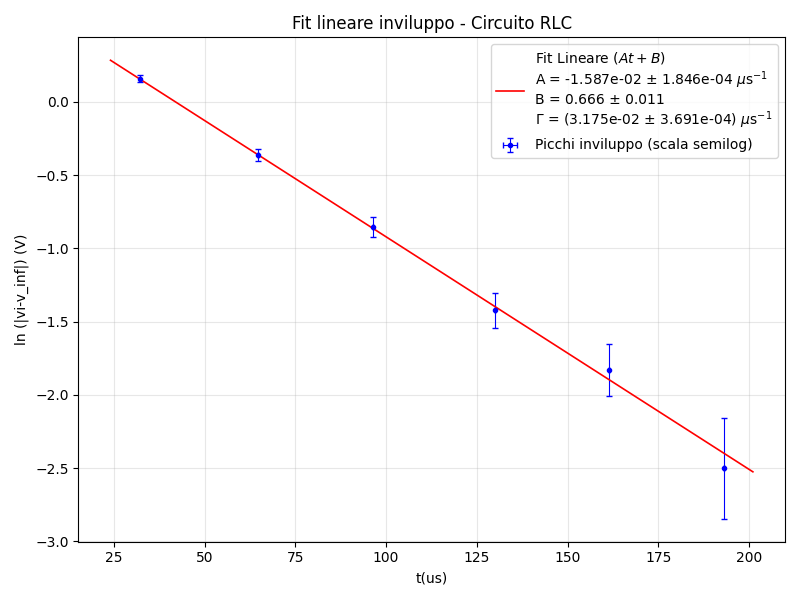 Fit lineare inviluppo - Circuito RLC
Fit Lineare (At + B)
A = -1.587e-02 ± 1.846e-04 μs⁻¹
B = 0.666 ± 0.011
Γ = (3.175e-02 ± 3.691e-04) μs⁻¹
Picchi inviluppo (scala semilog)
ln (|vi-v_inf|) (V)
0.0
−0.5
−1.0
−1.5
−2.0
−2.5
−3.0
25
50
75
100
125
150
175
200
t(us)